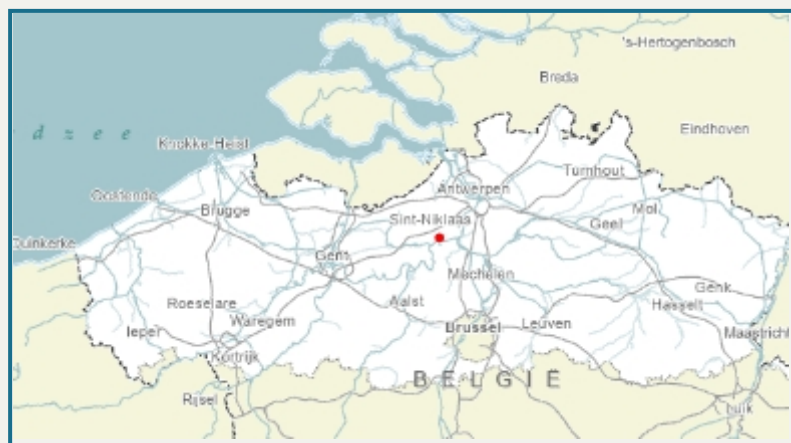 's-Hertogenbosch
Breda
d z e e
Eindhoven
Knokke-Heist
Turnhout
Antwerpen
Oostende
Mol
Brugge
Sint-Niklaas
Geel
Duinkerke
Gent
Mechelen
Genk
Roeselare
Aalst
Hasselt
Waregem
Brussel
Leuven
Ieper
Maastricht
Kortrijk
BELGIË
Rijsel
Luik